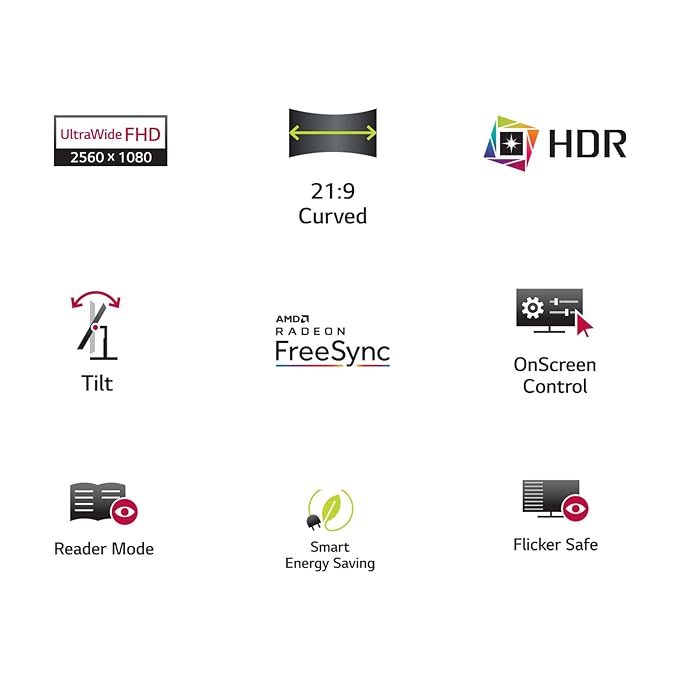 UltraWide FHD
2560 x 1080
21:9
Curved
HDR
Tilt
AMD
RADEON
FreeSync
OnScreen
Control
Reader Mode
Smart
Energy Saving
Flicker Safe